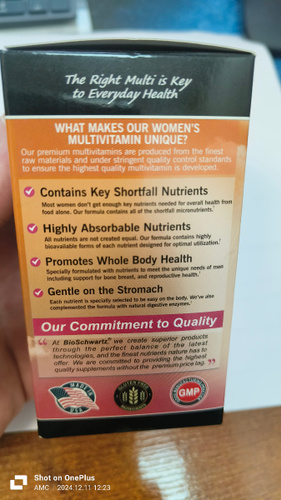 The Right Multi is Key
to Everyday Health
WHAT MAKES OUR WOMEN'S
MULTIVITAMIN UNIQUE?
Our premium multivitamins are produced from the finest
raw materials and under stringent quality control standards
to ensure the highest quality multivitamin is developed.
Contains Key Shortfall Nutrients
Most women don't get enough key nutrients needed for overall health from
food alone. Our formula contains all of the shortfall micronutrients.
Highly Absorbable Nutrients
All nutrients are not created equal. Our formula contains highly
bioavailable forms of each nutrient designed for optimal utilization.
Promotes Whole Body Health
Specially formulated with nutrients to meet the unique needs of men
including support for bone breast, and reproductive health.
Gentle on the Stromach
Each nutrient is specially selected to be easy on the body. We've also
complemented the formula with natural digestive enzymes.
Our Commitment to Quality
" At BioSchwartz® we create superior products
through the perfect balance of the latest
technologies, and the finest nutrients nature has to
offer. We are committed to providing the highest
quality supplements without the premium price tag. "
MADE IN
USA
GLUTEN FREE
GMP
Shot on OnePlus
AMC 2024.12.11 12:23